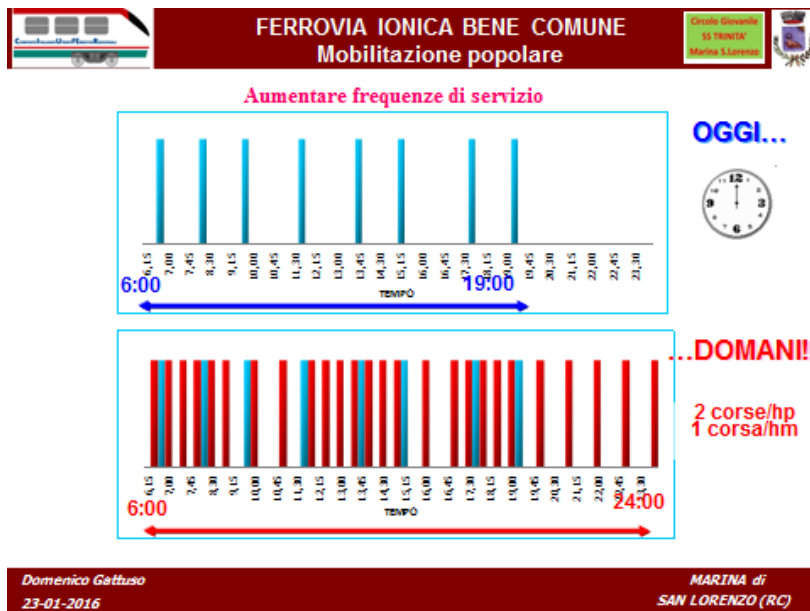 FERROVIA IONICA BENE COMUNE
Mobilitazione popolare
Circolo Giovanile
SS TRINITA'
Marina S.Lorenzo
Aumentare frequenze di servizio
OGGI...
6,15 7,00 7,45 8,30 9,15 10,00 10,45 11,30 12,15 13,00 13,45 14,30 15,15 16,00 16,45 17,30 18,15 19,00 19,45 20,30 21,15 22,00 22,45 23,30
6:00 19:00
TEMPÒ
...DOMANI!
2 corse/hp
1 corsa/hm
6,15 7,00 7,45 8,30 9,15 10,00 10,45 11,30 12,15 13,00 13,45 14,30 15,15 16,00 16,45 17,30 18,15 19,00 19,45 20,30 21,15 22,00 22,45 23,30
6:00 24:00
TEMPÒ
Domenico Gattuso
23-01-2016
MARINA di
SAN LORENZO (RC)